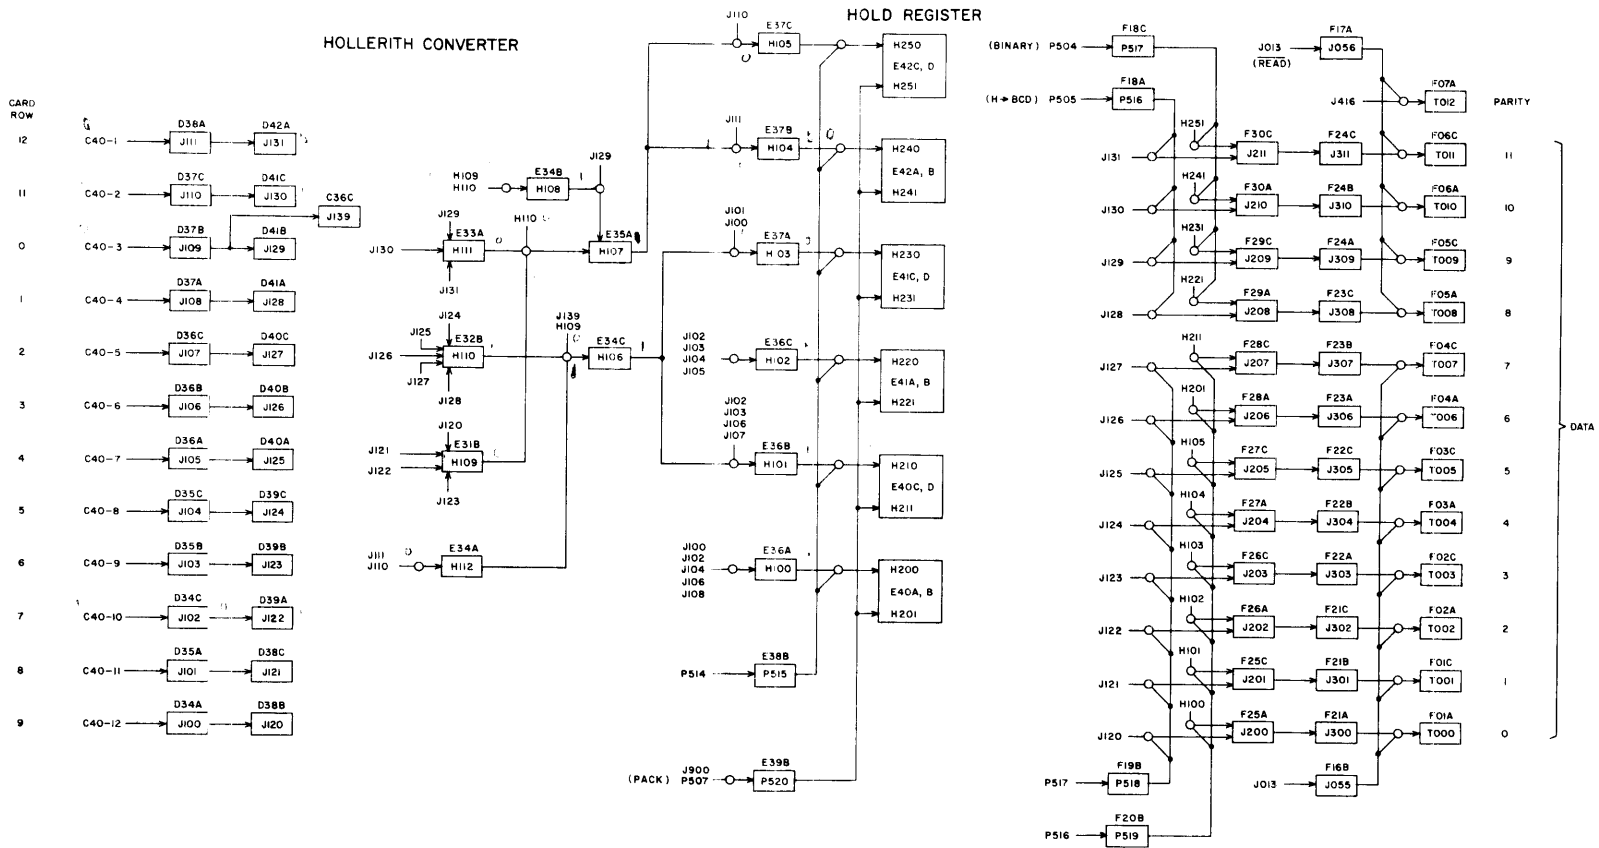 HOLLERITH CONVERTER
HOLD REGISTER
CARD
ROW
12 C40-1 D38A J111 D42A J131
11 C40-2 D37C J110 D41C J130
C36C
J139
0 C40-3 D37B J109 D41B J129
1 C40-4 D37A J108 D41A J128
2 C40-5 D36C J107 D40C J127
3 C40-6 D36B J106 D40B J126
4 C40-7 D36A J105 D40A J125
5 C40-8 D35C J104 D39C J124
6 C40-9 D35B J103 D39B J123
7 C40-10 D34C J102 D39A J122
8 C40-11 D35A J101 D38C J121
9 C40-12 D34A J100 D38B J120
H109
H110
E34B
H108
J129
J130
J129
E33A
H111
J131
H110
E35A
H107
J124
J125
J126
J127
E32B
H110
J128
J139
H109
E34C
H106
J120
J121
J122
E31B
H109
J123
J111
J110
E34A
H112
J110
E37C
H105
H250
E42C, D
H251
J111
E37B
H104
H240
E42A, B
H241
J101
J100
E37A
H103
H230
E41C, D
H231
J102
J103
J104
J105
E36C
H102
H220
E41A, B
H221
J102
J103
J106
J107
E36B
H101
H210
E40C, D
H211
J100
J102
J104
J106
J108
E36A
H100
H200
E40A, B
H201
P514
E38B
P515
(PACK)
J900
P507
E39B
P520
(BINARY) P504
F18C
P517
(H→BCD) P505
F18A
P516
J013
(READ)
F17A
J056
J416
F07A
T012
PARITY
J131 H251 F30C J211 F24C J311 F06C T011 11
J130 H241 F30A J210 F24B J310 F06A T010 10
J129 H231 F29C J209 F24A J309 F05C T009 9
J128 H221 F29A J208 F23C J308 F05A T008 8
J127 H211 F28C J207 F23B J307 F04C T007 7
J126 H201 F28A J206 F23A J306 F04A T006 6
DATA
J125 H105 F27C J205 F22C J305 F03C T005 5
J124 H104 F27A J204 F22B J304 F03A T004 4
J123 H103 F26C J203 F22A J303 F02C T003 3
J122 H102 F26A J202 F21C J302 F02A T002 2
J121 H101 F25C J201 F21B J301 F01C T001 1
J120 H100 F25A J200 F21A J300 F01A T000 0
P517
F19B
P518
J013
F16B
J055
P516
F20B
P519